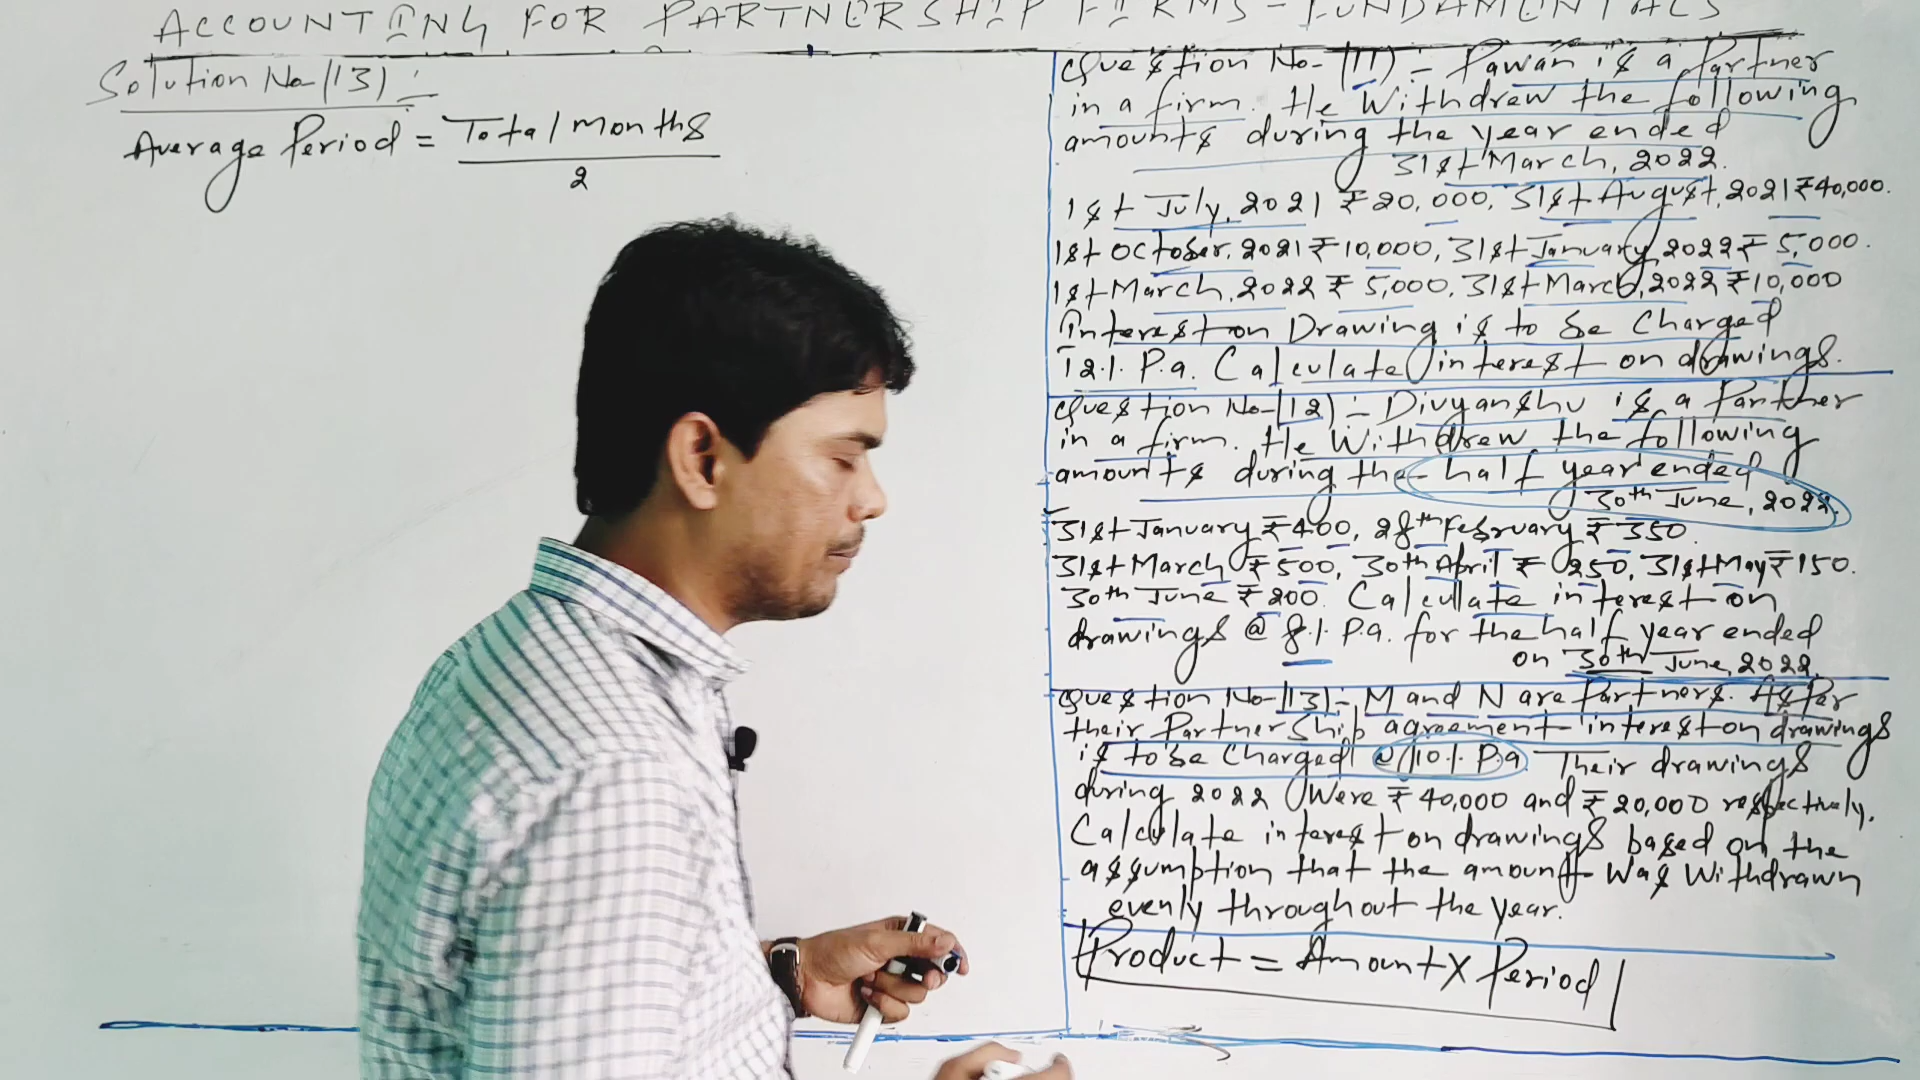 ACCOUNTING FOR PARTNERSHIP FIRMS - FUNDAMENTALS
Solution No-(13) :-
Average Period = Total Months
2
Question No-(11) :- Pawan is a Partner
in a firm. He Withdrew the following
amounts during the year ended
31st March, 2022.
1st July, 2021 ₹ 20,000, 31st August, 2021 ₹ 40,000.
1st October, 2021 ₹ 10,000, 31st January, 2022 ₹ 5,000.
1st March, 2022 ₹ 5,000, 31st March, 2022 ₹ 10,000
interest on Drawing is to be Charged
12% P.a. Calculate interest on drawings.
Question No-(12) :- Divyanshu is a Partner
in a firm. He Withdrew the following
amounts during the half year ended
30th June, 2022.
31st January ₹ 400, 28th February ₹ 350.
31st March ₹ 500, 30th April ₹ 250, 31st May ₹ 150.
30th June ₹ 200. Calculate interest on
drawings @ 8% P.a. for the half year ended
on 30th June, 2022.
Question No-(13) :- M and N are Partners. As Per
their Partnership agreement interest on drawings
is to be Charged @ 10% P.a Their drawings
during 2022 Were ₹ 40,000 and ₹ 20,000 respectively.
Calculate interest on drawings based on the
assumption that the amount Was Withdrawn
evenly throughout the year.
Product = Amount X Period